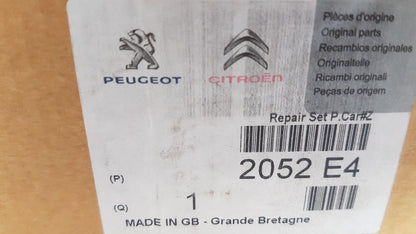 Pièces d'origine
Original parts
Recambios originales
Originalteile
Ricambi originali
Peças de origem
PEUGEOT
CITROËN
Repair Set P.Car#Z
(P)
2052 E4
(Q)
1
MADE IN GB - Grande Bretagne